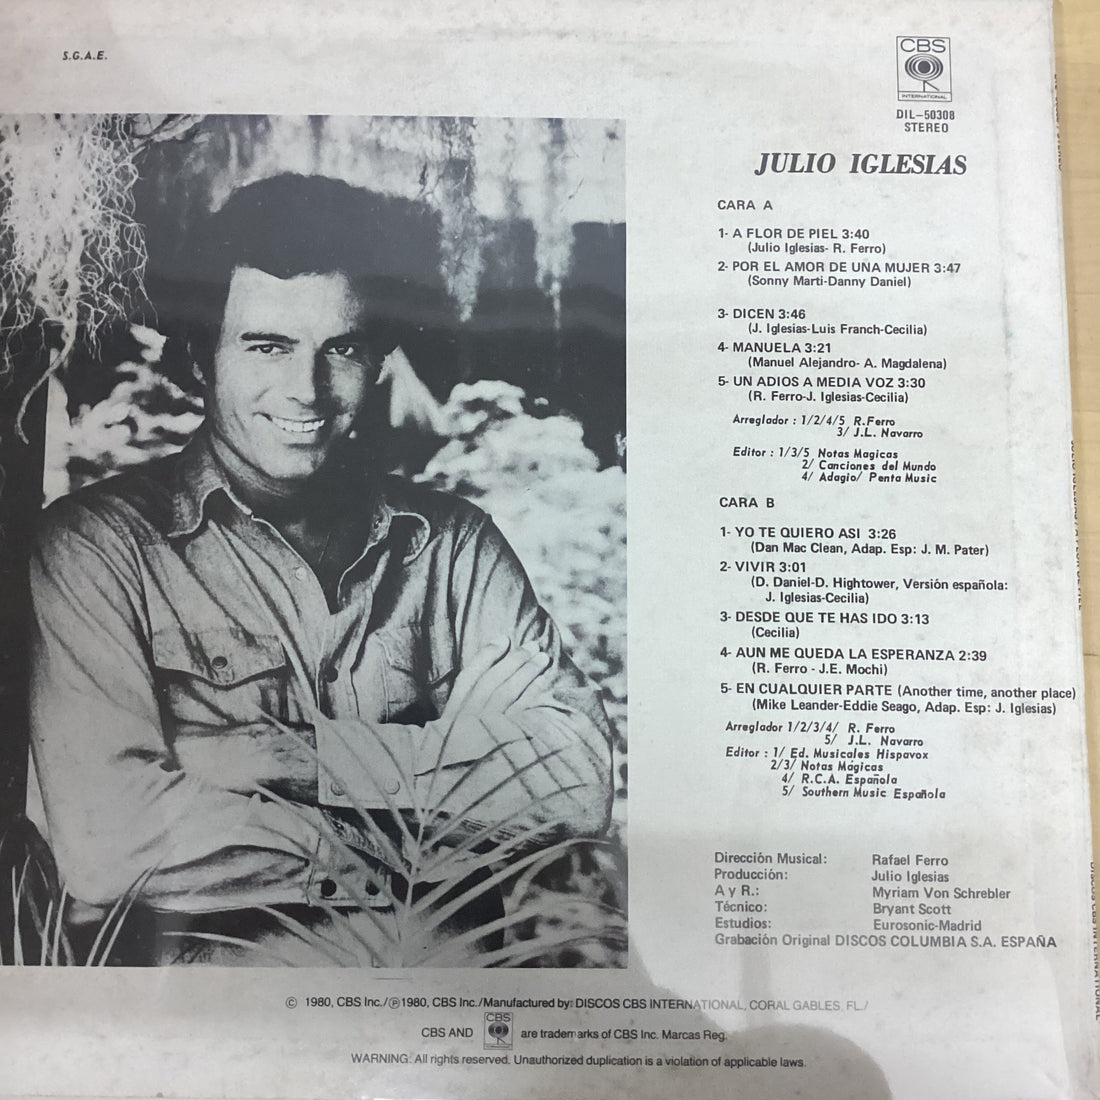 S.G.A.E.
CBS
INTERNATIONAL
DIL-50308
STEREO
JULIO IGLESIAS
CARA A
1- A FLOR DE PIEL 3:40
(Julio Iglesias- R. Ferro)
2- POR EL AMOR DE UNA MUJER 3:47
(Sonny Marti-Danny Daniel)
3- DICEN 3:46
(J. Iglesias-Luis Franch-Cecilia)
4- MANUELA 3:21
(Manuel Alejandro- A. Magdalena)
5- UN ADIOS A MEDIA VOZ 3:30
(R. Ferro-J. Iglesias-Cecilia)
Arreglador : 1/2/4/5 R.Ferro
3/ J.L. Navarro
Editor : 1/3/5 Notas Magicas
2/ Canciones del Mundo
4/ Adagio/ Penta Music
CARA B
1- YO TE QUIERO ASI 3:26
(Dan Mac Clean, Adap. Esp: J. M. Pater)
2- VIVIR 3:01
(D. Daniel-D. Hightower, Versión española:
J. Iglesias-Cecilia)
3- DESDE QUE TE HAS IDO 3:13
(Cecilia)
4- AUN ME QUEDA LA ESPERANZA 2:39
(R. Ferro - J.E. Mochi)
5- EN CUALQUIER PARTE (Another time, another place)
(Mike Leander-Eddie Seago, Adap. Esp: J. Iglesias)
Arreglador 1/2/3/4/ R. Ferro
5/ J.L. Navarro
Editor : 1/ Ed. Musicales Hispavox
2/3/ Notas Mágicas
4/ R.C.A. Española
5/ Southern Music Española
Dirección Musical: Rafael Ferro
Producción: Julio Iglesias
A y R.: Myriam Von Schrebler
Técnico: Bryant Scott
Estudios: Eurosonic-Madrid
Grabación Original DISCOS COLUMBIA S.A. ESPAÑA
© 1980, CBS Inc./℗1980, CBS Inc./Manufactured by: DISCOS CBS INTERNATIONAL, CORAL GABLES, FL./
CBS AND CBS are trademarks of CBS Inc. Marcas Reg.
WARNING: All rights reserved. Unauthorized duplication is a violation of applicable laws.
DISCOS CBS INTERNATIONAL